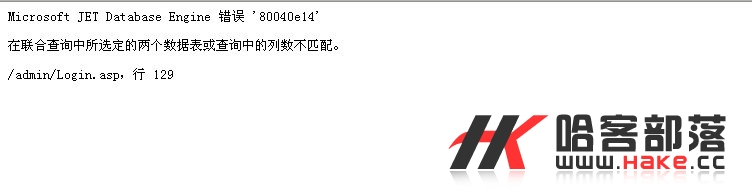 Microsoft JET Database Engine 错误 '80040e14'
在联合查询中所选定的两个数据表或查询中的列数不匹配。
/admin/Login.asp，行 129
HK 哈客部落
www.HAKE.cc